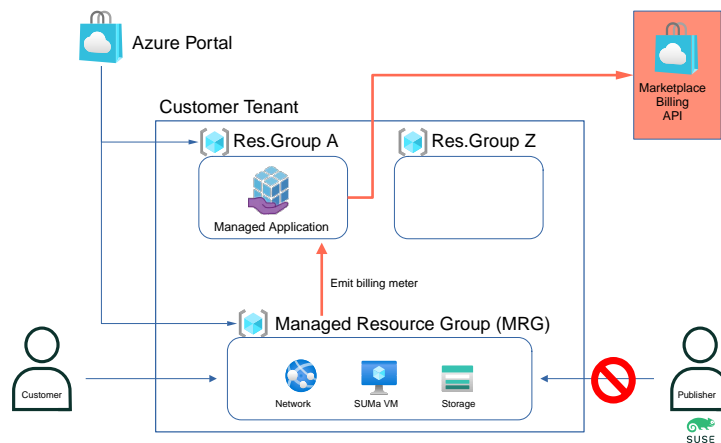 Azure Portal
Marketplace
Billing
API
Customer Tenant
Res.Group A
Res.Group Z
Managed Application
Emit billing meter
Managed Resource Group (MRG)
Network
SUMa VM
Storage
Customer
Publisher
SUSE